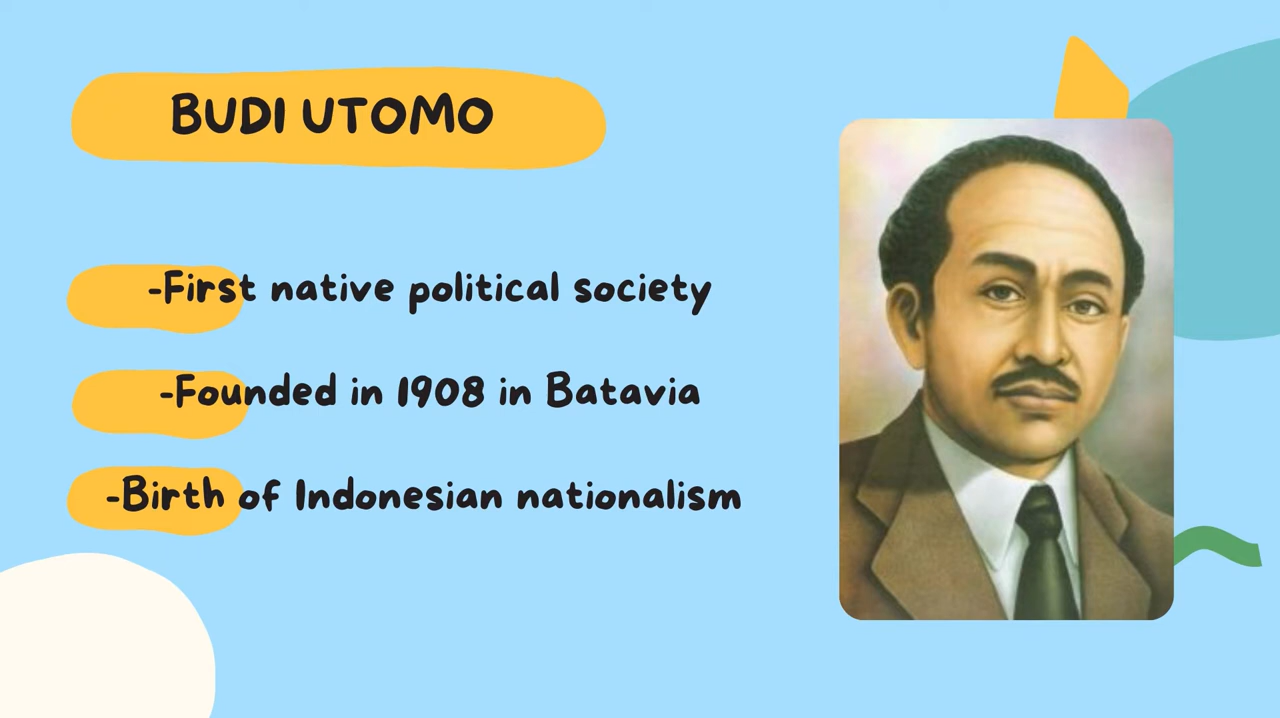 BUDI UTOMO
-First native political society
-Founded in 1908 in Batavia
-Birth of Indonesian nationalism